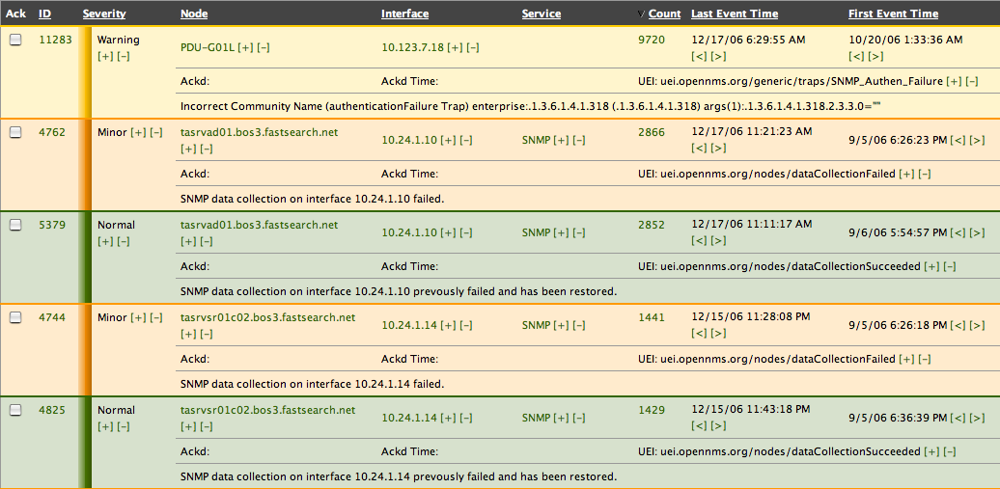 Ack ID Severity Node Interface Service Count Last Event Time First Event Time
11283 Warning [+] [-] PDU-G01L [+] [-] 10.123.7.18 [+] [-] 9720 12/17/06 6:29:55 AM [<] [>] 10/20/06 1:33:36 AM [<] [>]
Ackd: Ackd Time: UEI: uei.opennms.org/generic/traps/SNMP_Authen_Failure [+] [-]
Incorrect Community Name (authenticationFailure Trap) enterprise:.1.3.6.1.4.1.318 (.1.3.6.1.4.1.318) args(1):.1.3.6.1.4.1.318.2.3.3.0=""
4762 Minor [+] [-] tasrvad01.bos3.fastsearch.net [+] [-] 10.24.1.10 [+] [-] SNMP [+] [-] 2866 12/17/06 11:21:23 AM [<] [>] 9/5/06 6:26:23 PM [<] [>]
Ackd: Ackd Time: UEI: uei.opennms.org/nodes/dataCollectionFailed [+] [-]
SNMP data collection on interface 10.24.1.10 failed.
5379 Normal [+] [-] tasrvad01.bos3.fastsearch.net [+] [-] 10.24.1.10 [+] [-] SNMP [+] [-] 2852 12/17/06 11:11:17 AM [<] [>] 9/6/06 5:54:57 PM [<] [>]
Ackd: Ackd Time: UEI: uei.opennms.org/nodes/dataCollectionSucceeded [+] [-]
SNMP data collection on interface 10.24.1.10 prevously failed and has been restored.
4744 Minor [+] [-] tasrvsr01c02.bos3.fastsearch.net [+] [-] 10.24.1.14 [+] [-] SNMP [+] [-] 1441 12/15/06 11:28:08 PM [<] [>] 9/5/06 6:26:18 PM [<] [>]
Ackd: Ackd Time: UEI: uei.opennms.org/nodes/dataCollectionFailed [+] [-]
SNMP data collection on interface 10.24.1.14 failed.
4825 Normal [+] [-] tasrvsr01c02.bos3.fastsearch.net [+] [-] 10.24.1.14 [+] [-] SNMP [+] [-] 1429 12/15/06 11:43:18 PM [<] [>] 9/5/06 6:36:39 PM [<] [>]
Ackd: Ackd Time: UEI: uei.opennms.org/nodes/dataCollectionSucceeded [+] [-]
SNMP data collection on interface 10.24.1.14 prevously failed and has been restored.